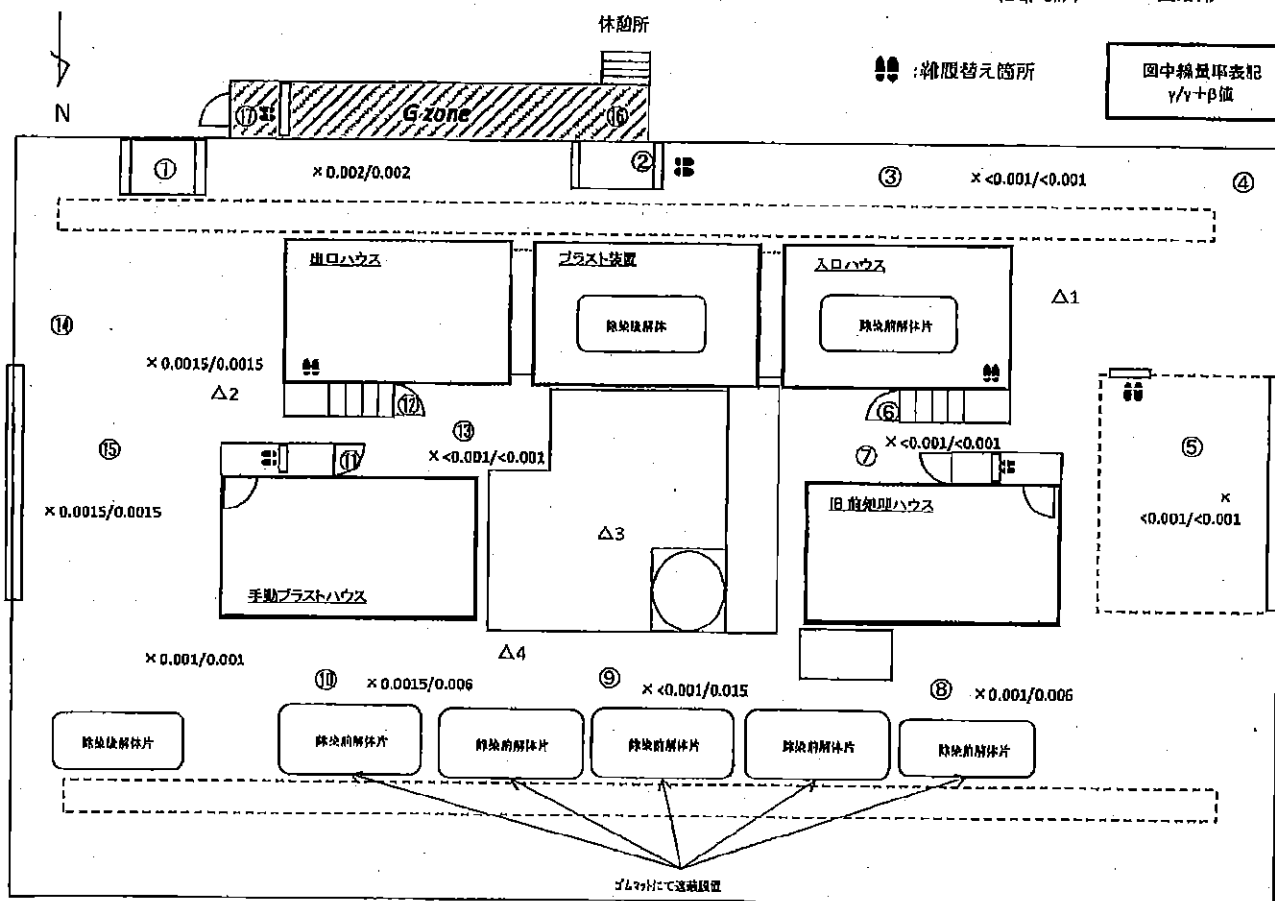 休憩所
:靴履替え箇所
図中線量率表記
γ/γ+β値
N
G zone
⑰
⑯
①
×0.002/0.002
②
③
×<0.001/<0.001
④
出口ハウス
ブラスト装置
入口ハウス
除染後解体
除染前解体片
△1
⑭
×0.0015/0.0015
△2
⑫
⑥
⑬
×<0.001/<0.001
×<0.001/<0.001
⑦
⑤
⑮
⑪
×
<0.001/<0.001
×0.0015/0.0015
旧前処理ハウス
△3
手動ブラストハウス
×0.001/0.001
△4
⑩
×0.0015/0.006
⑨
×<0.001/0.015
⑧
×0.001/0.006
除染後解体片
除染前解体片
除染前解体片
除染前解体片
除染前解体片
除染前解体片
ゴムマットにて遮蔽設置